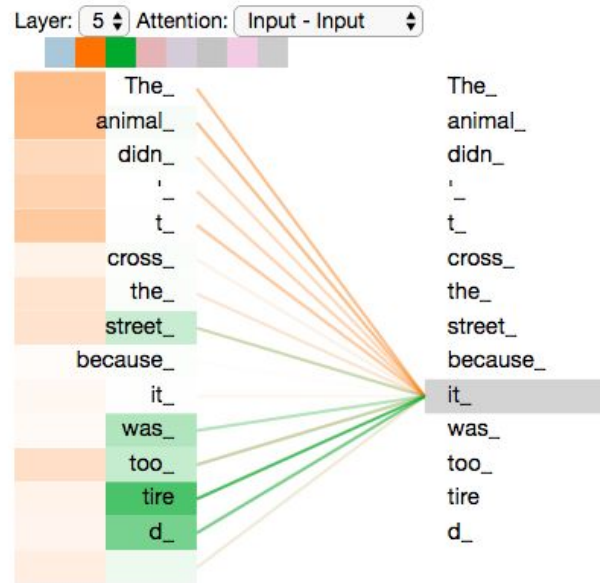 Layer: 5 Attention: Input - Input
The_ The_
animal_ animal_
didn_ didn_
'_ '_
t_ t_
cross_ cross_
the_ the_
street_ street_
because_ because_
it_ it_
was_ was_
too_ too_
tire tire
d_ d_